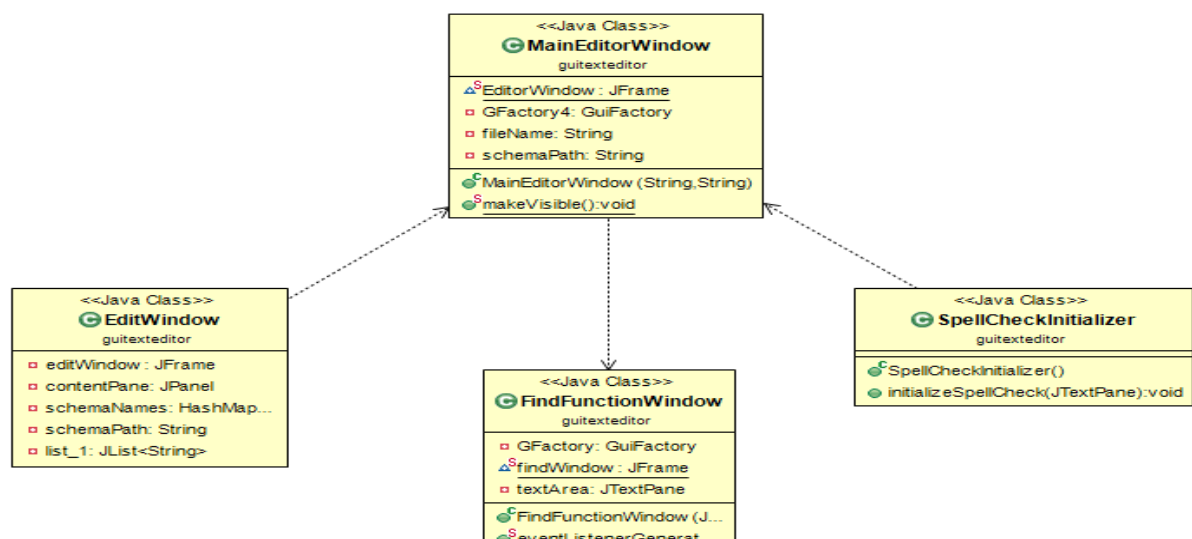 <<Java Class>>
MainEditorWindow
guitexteditor
EditorWindow : JFrame
GFactory4: GuiFactory
fileName: String
schemaPath: String
MainEditorWindow (String,String)
makeVisible():void
<<Java Class>>
EditWindow
guitexteditor
editWindow : JFrame
contentPane: JPanel
schemaNames: HashMap...
schemaPath: String
list_1: JList<String>
<<Java Class>>
FindFunctionWindow
guitexteditor
GFactory: GuiFactory
findWindow : JFrame
textArea: JTextPane
FindFunctionWindow (J...
eventListenerGenerat...
<<Java Class>>
SpellCheckInitializer
guitexteditor
SpellCheckInitializer()
initializeSpellCheck(JTextPane):void